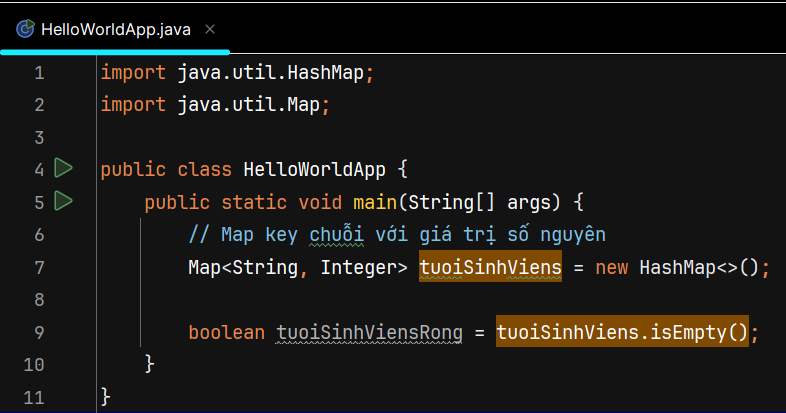 HelloWorldApp.java ×
1 import java.util.HashMap;
2 import java.util.Map;
3
4 public class HelloWorldApp {
5 public static void main(String[] args) {
6 // Map key chuỗi với giá trị số nguyên
7 Map<String, Integer> tuoiSinhViens = new HashMap<>();
8
9 boolean tuoiSinhViensRong = tuoiSinhViens.isEmpty();
10 }
11 }